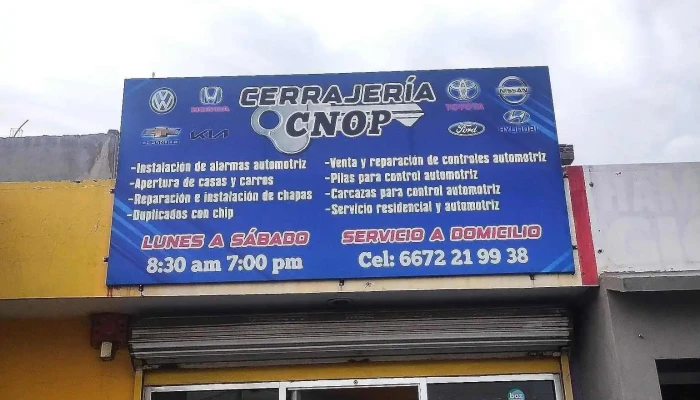 CERRAJERÍA
CNOP
HONDA
CHEVROLET
KIA
TOYOTA
NISSAN
Ford
HYUNDAI
-Instalación de alarmas automotriz
-Apertura de casas y carros
-Reparación e instalación de chapas
-Duplicados con chip
-Venta y reparación de controles automotriz
-Pilas para control automotriz
-Carcazas para control automotriz
-Servicio residencial y automotriz
LUNES A SÁBADO
8:30 am 7:00 pm
SERVICIO A DOMICILIO
Cel: 6672 21 99 38